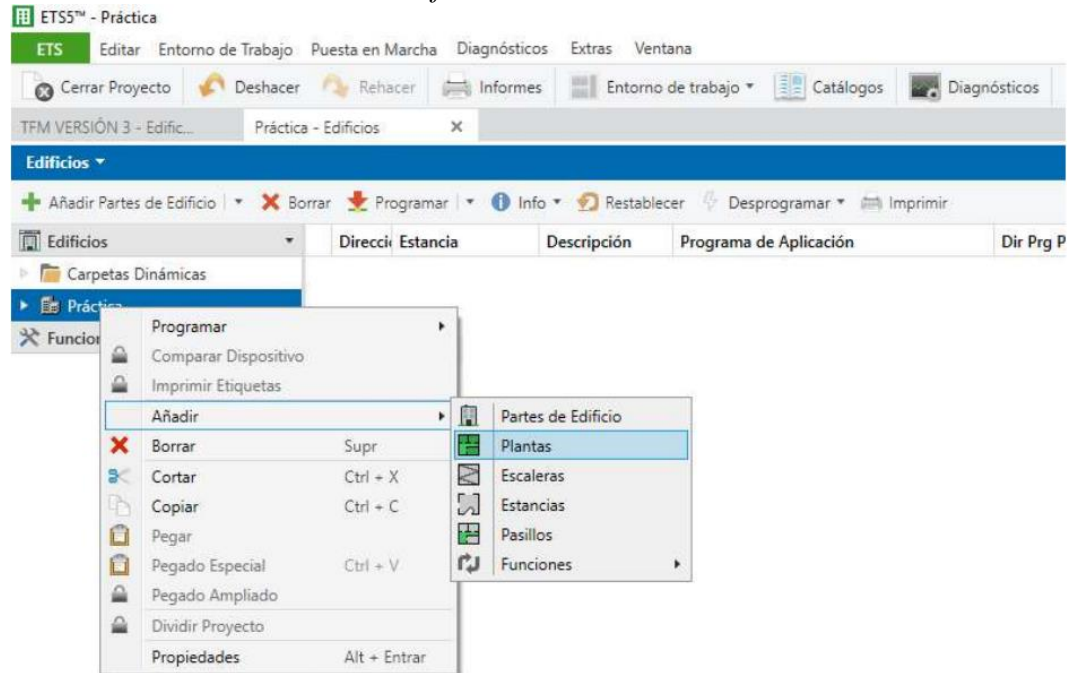 ETS5™ - Práctica
ETS Editar Entorno de Trabajo Puesta en Marcha Diagnósticos Extras Ventana
Cerrar Proyecto Deshacer Rehacer Informes Entorno de trabajo Catálogos Diagnósticos
TFM VERSIÓN 3 - Edific... Práctica - Edificios
Edificios
Añadir Partes de Edificio Borrar Programar Info Restablecer Desprogramar Imprimir
Edificios Direcció Estancia Descripción Programa de Aplicación Dir Prg P
Carpetas Dinámicas
Práctica
Funcion
Programar
Comparar Dispositivo
Imprimir Etiquetas
Añadir
Borrar Supr
Cortar Ctrl + X
Copiar Ctrl + C
Pegar
Pegado Especial Ctrl + V
Pegado Ampliado
Dividir Proyecto
Propiedades Alt + Entrar
Partes de Edificio
Plantas
Escaleras
Estancias
Pasillos
Funciones